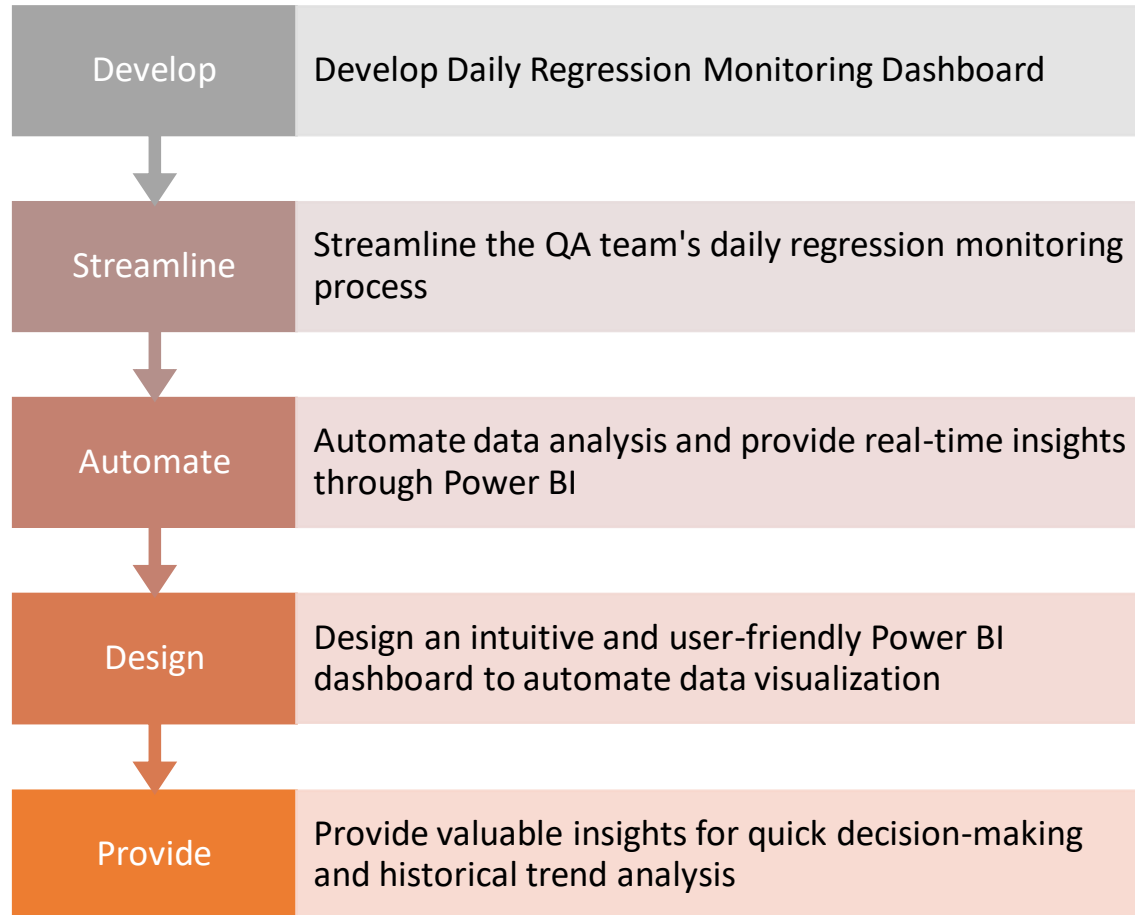 Develop
Develop Daily Regression Monitoring Dashboard
Streamline
Streamline the QA team's daily regression monitoring
process
Automate
Automate data analysis and provide real-time insights
through Power BI
Design
Design an intuitive and user-friendly Power BI
dashboard to automate data visualization
Provide
Provide valuable insights for quick decision-making
and historical trend analysis